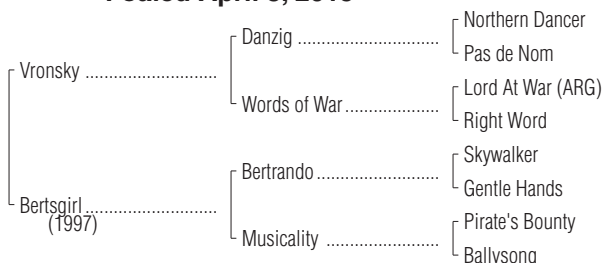 Foaled April
Northern Dancer
Danzig ........................................
Pas de Nom
Vronsky .....................................
Lord At War (ARG)
Words of War...........................
Right Word
Skywalker
Bertrando ...................................
Gentle Hands
Bertsgirl .....................................
(1997)
Pirate's Bounty
Musicality ................................
Ballysong